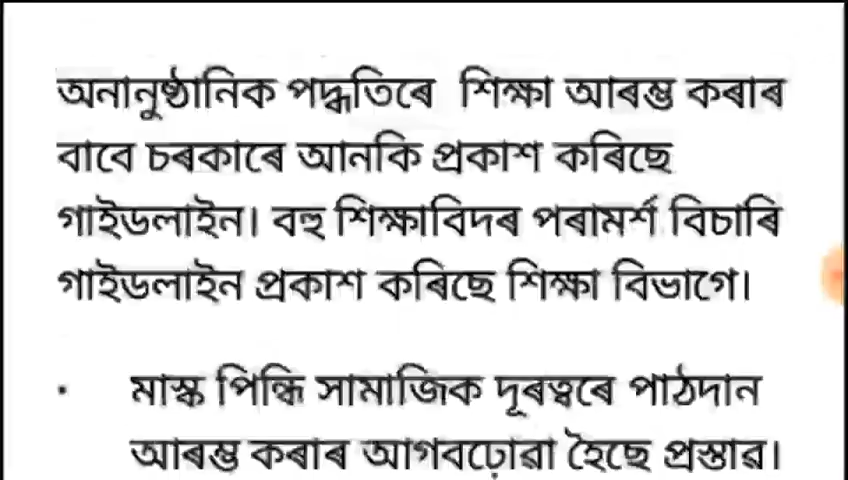 অনানুষ্ঠানিক পদ্ধতিৰে শিক্ষা আৰম্ভ কৰাৰ
বাবে চৰকাৰে আনকি প্ৰকাশ কৰিছে
গাইডলাইন। বহু শিক্ষাবিদৰ পৰামৰ্শ বিচাৰি
গাইডলাইন প্ৰকাশ কৰিছে শিক্ষা বিভাগে।
· মাস্ক পিন্ধি সামাজিক দূৰত্বৰে পাঠদান
আৰম্ভ কৰাৰ আগবঢ়োৱা হৈছে প্ৰস্তাৱ।